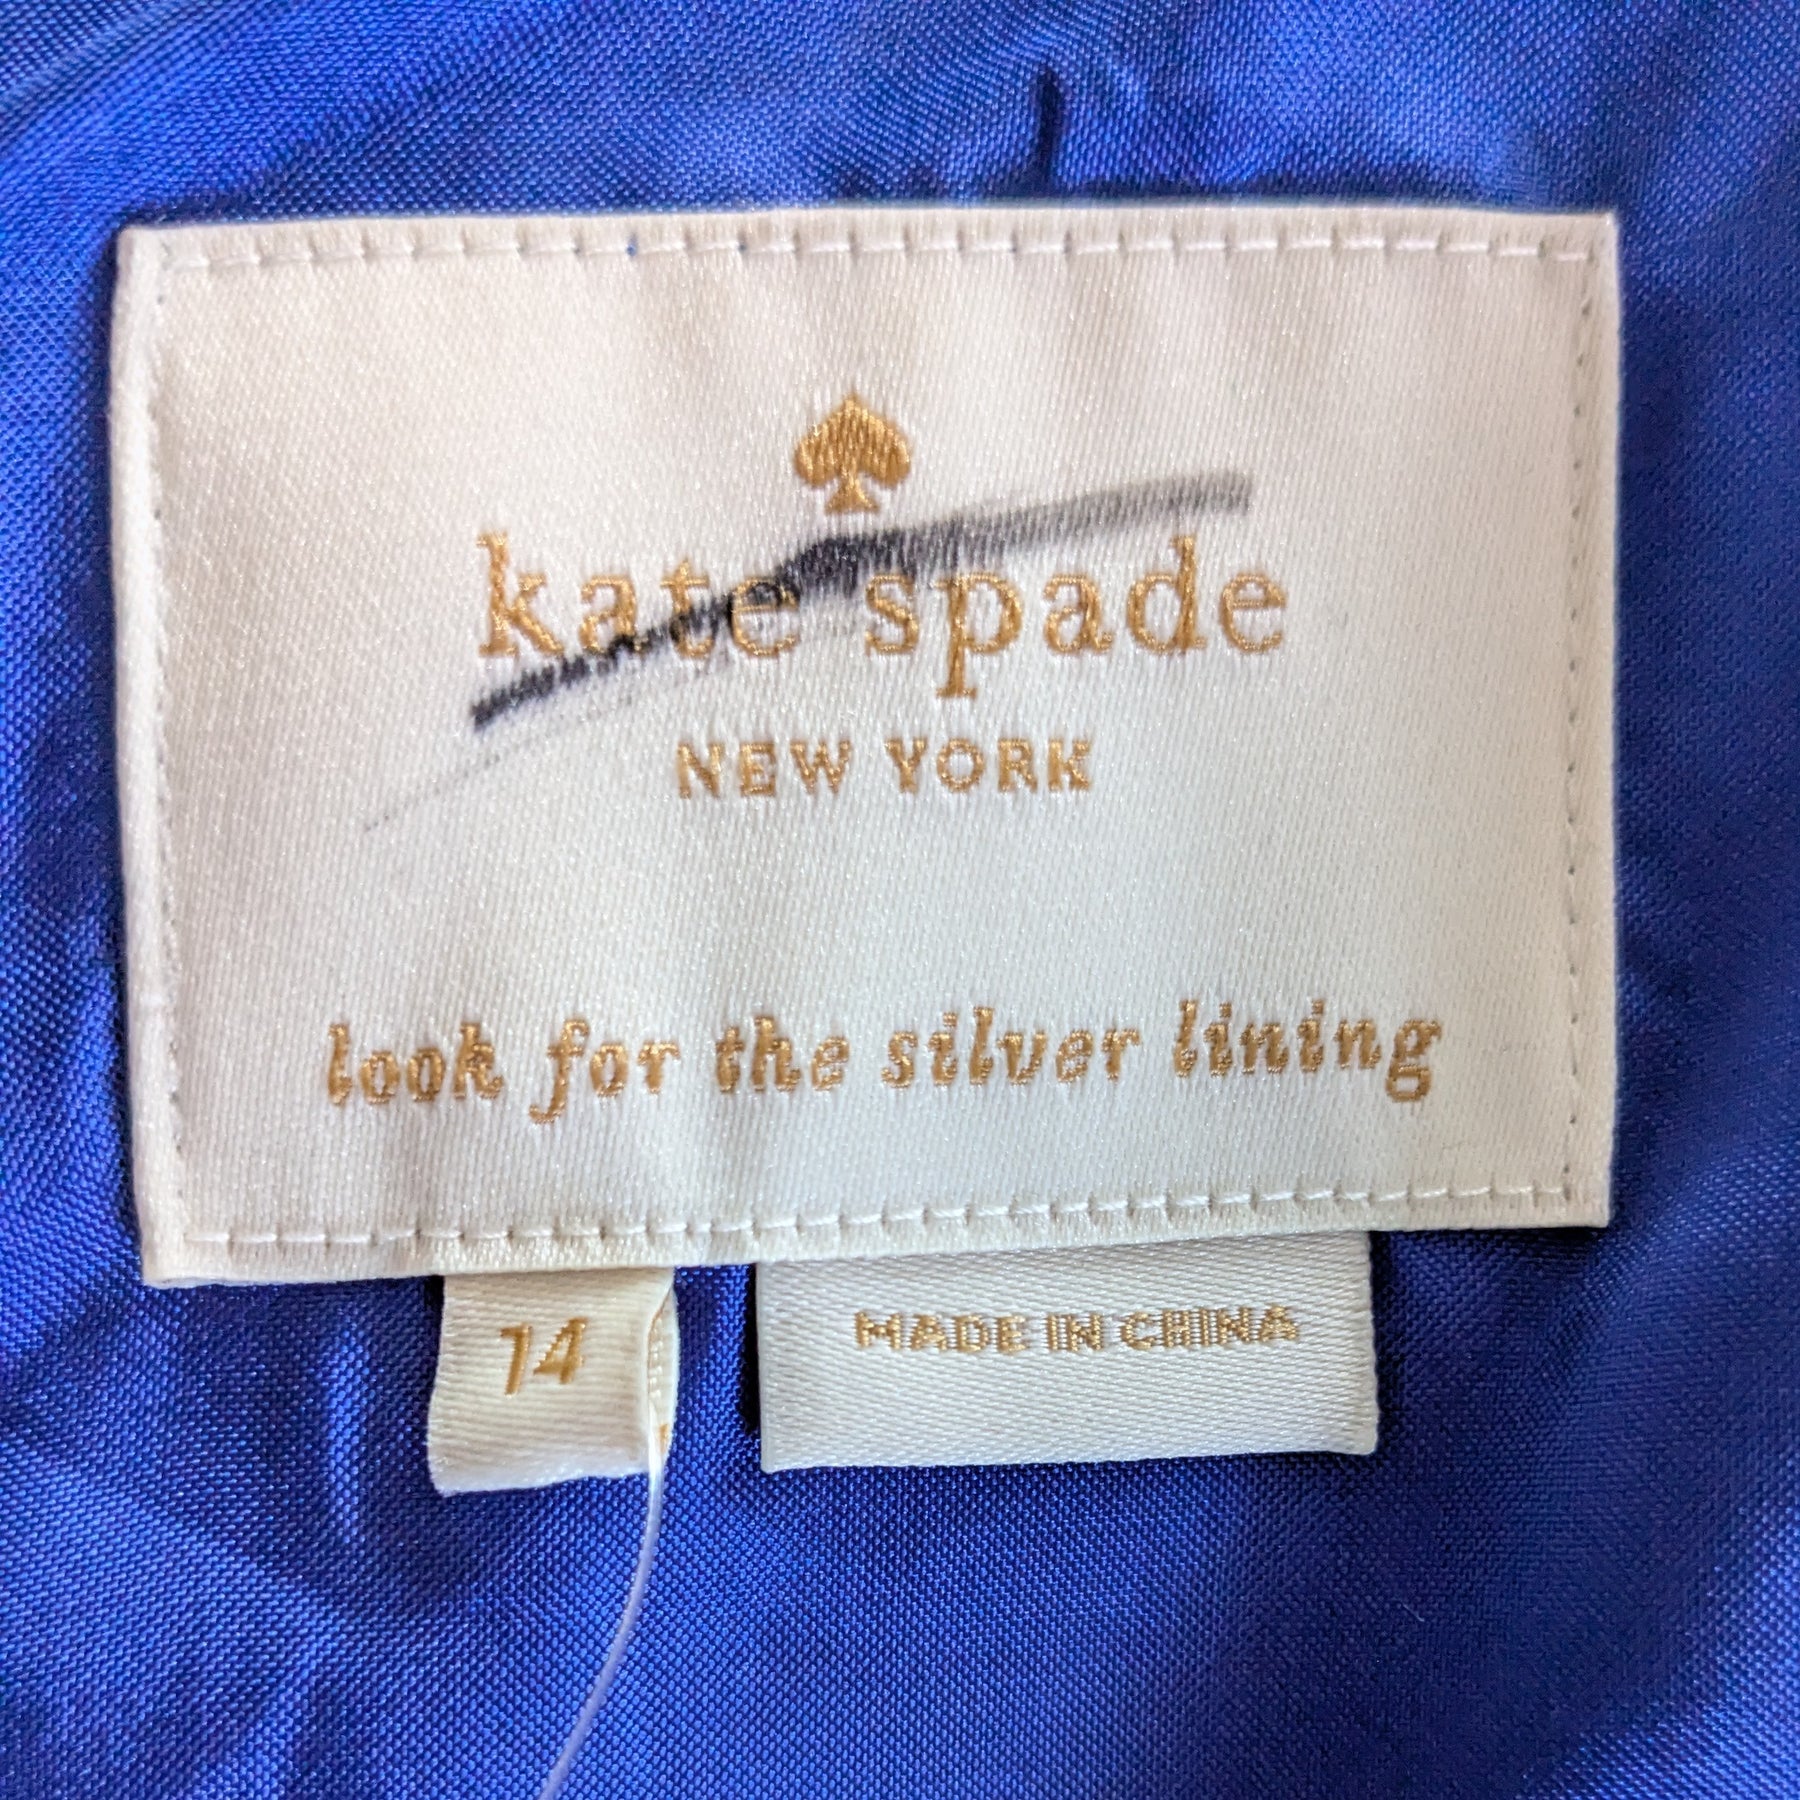 kate spade
NEW YORK
look for the silver lining
14
MADE IN CHINA